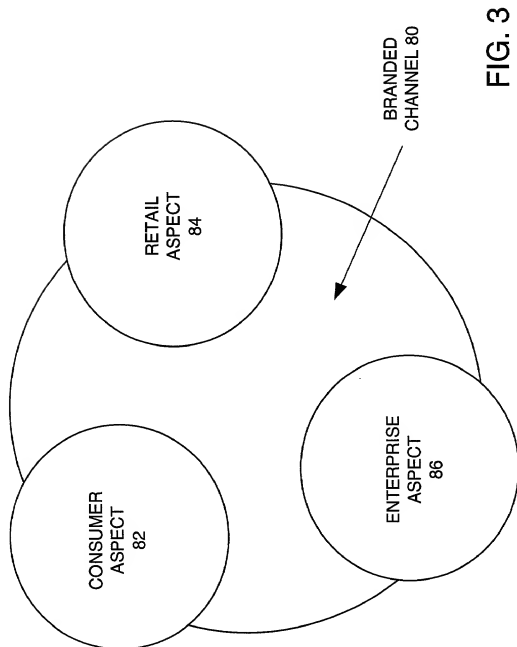 CONSUMER
ASPECT
82
RETAIL
ASPECT
84
ENTERPRISE
ASPECT
86
BRANDED
CHANNEL 80
FIG. 3